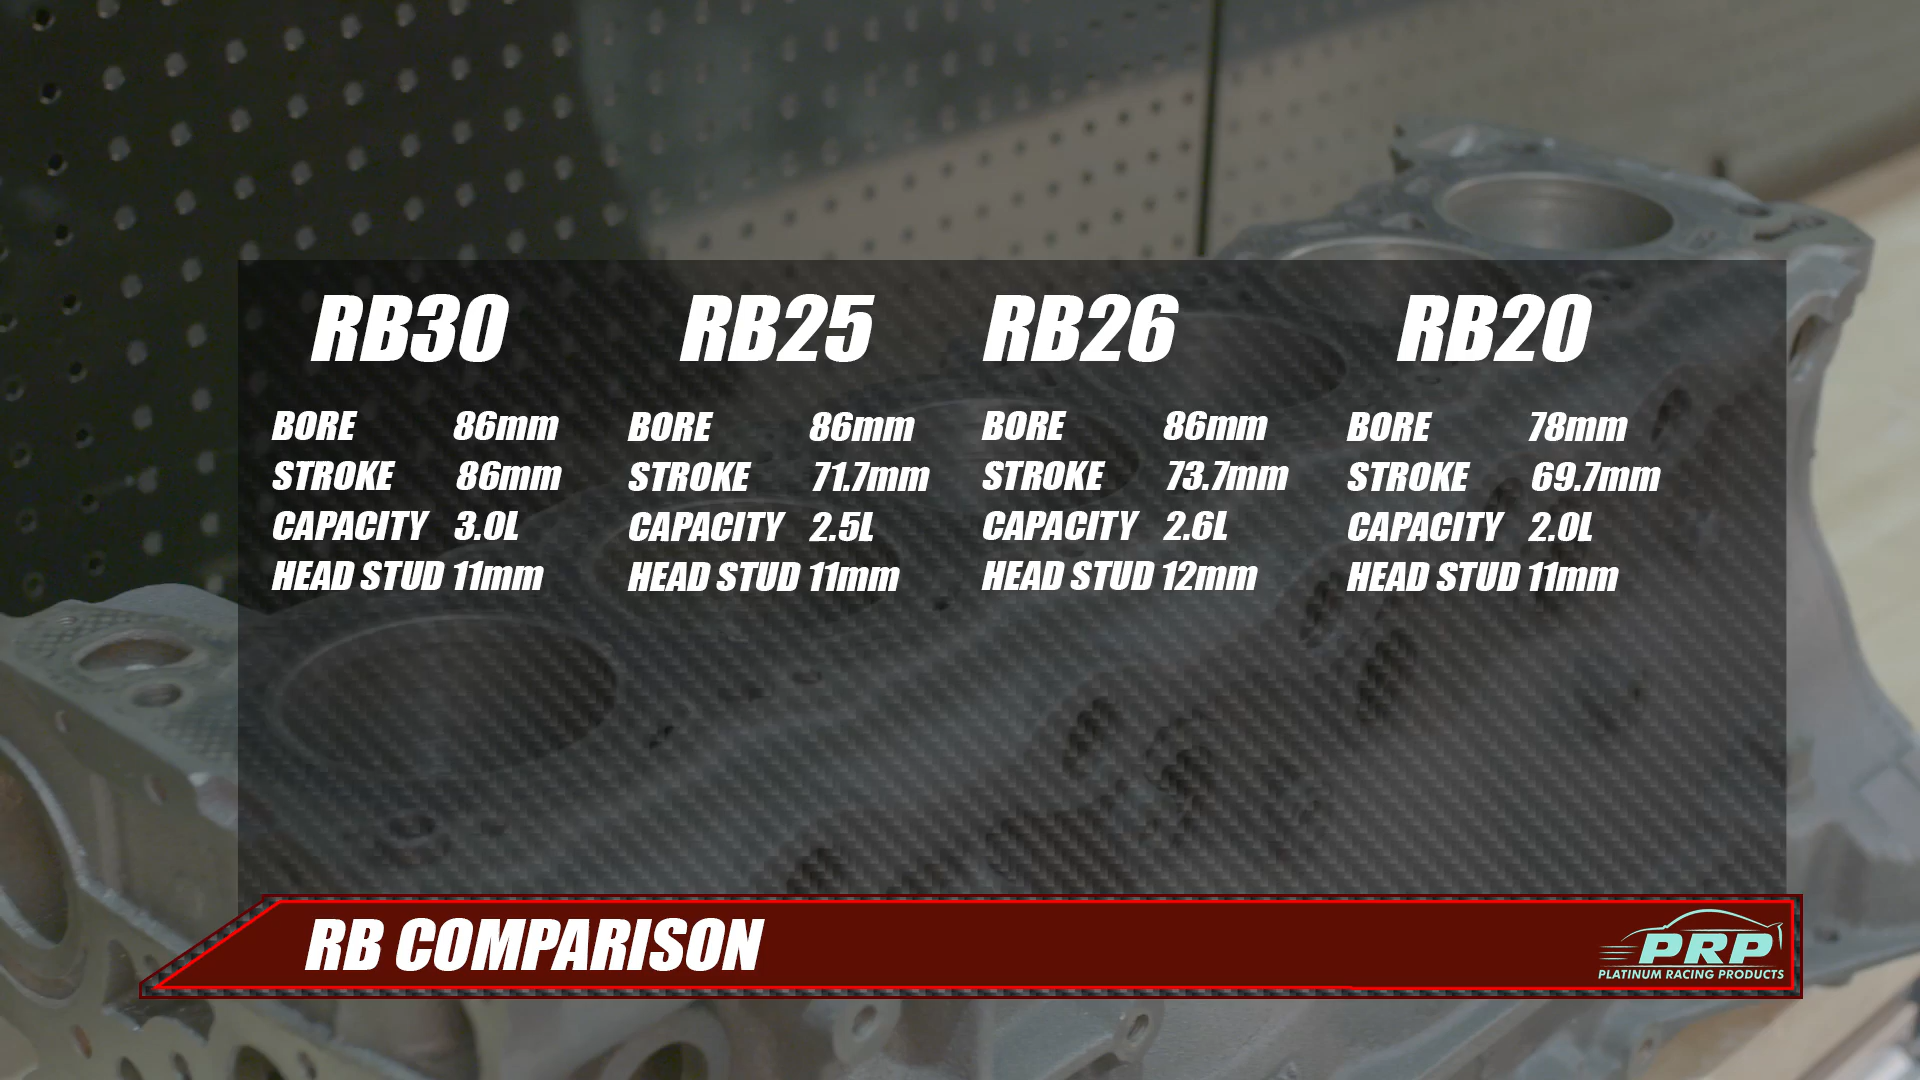 RB30 RB25 RB26 RB20
BORE 86mm BORE 86mm BORE 86mm BORE 78mm
STROKE 86mm STROKE 71.7mm STROKE 73.7mm STROKE 69.7mm
CAPACITY 3.0L CAPACITY 2.5L CAPACITY 2.6L CAPACITY 2.0L
HEAD STUD 11mm HEAD STUD 11mm HEAD STUD 12mm HEAD STUD 11mm
RB COMPARISON
PRP
PLATINUM RACING PRODUCTS